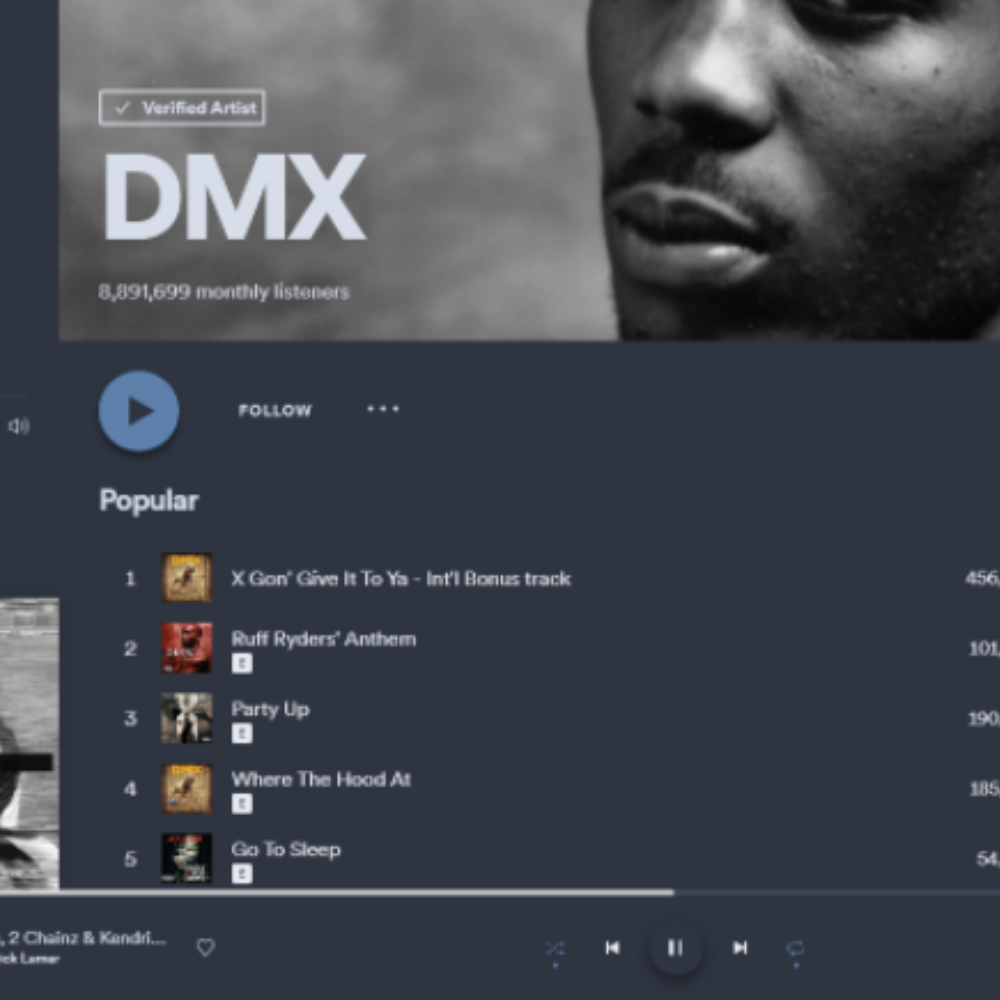 Verified Artist
DMX
8,891,699 monthly listeners
FOLLOW
Popular
1 X Gon' Give It To Ya - Int'l Bonus track 456,
2 Ruff Ryders' Anthem 101,
E
3 Party Up 190,
E
4 Where The Hood At 185,
E
5 Go To Sleep 54,
E
, 2 Chainz & Kendri...
ick Lamar